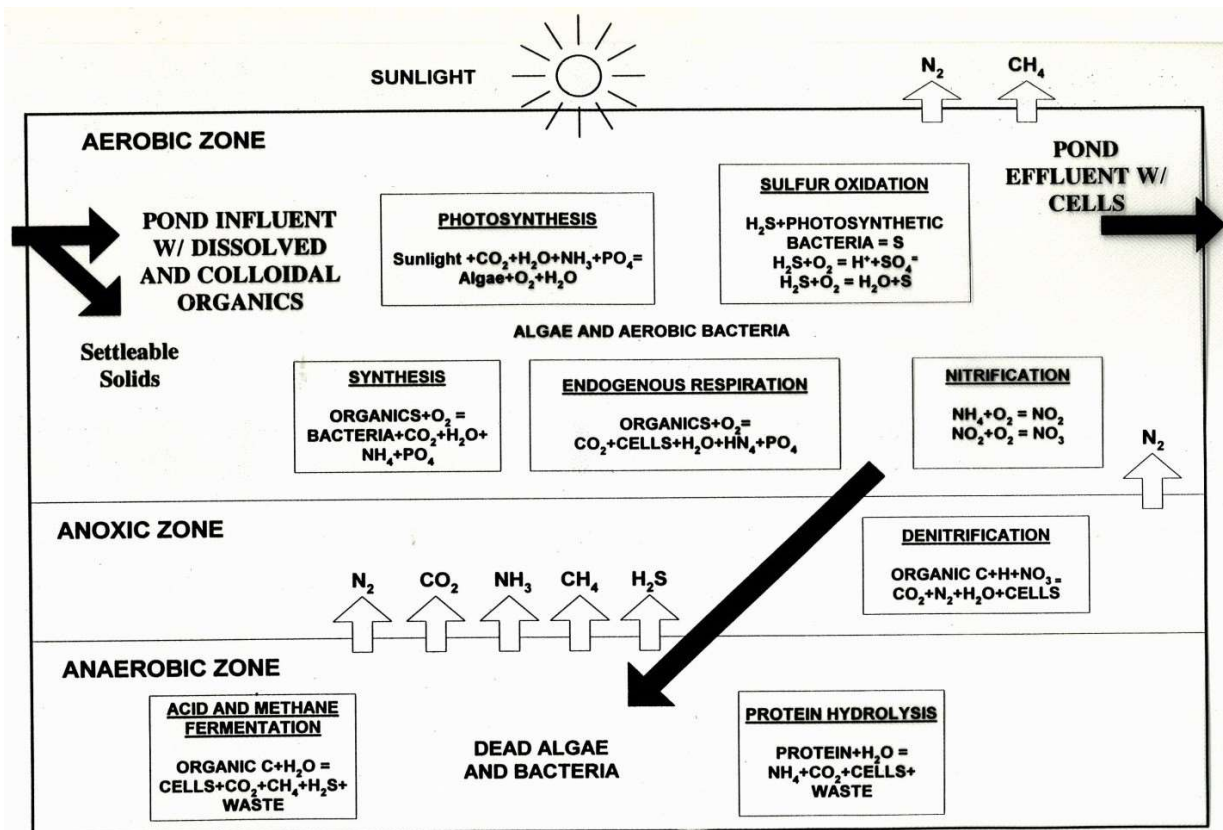 SUNLIGHT
N₂
CH₄
AEROBIC ZONE
POND
EFFLUENT W/
CELLS
POND INFLUENT
W/ DISSOLVED
AND COLLOIDAL
ORGANICS
Settleable
Solids
PHOTOSYNTHESIS
Sunlight +CO₂+H₂O+NH₃+PO₄=
Algae+O₂+H₂O
SULFUR OXIDATION
H₂S+PHOTOSYNTHETIC
BACTERIA = S
H₂S+O₂ = H⁺+SO₄⁼
H₂S+O₂ = H₂O+S
ALGAE AND AEROBIC BACTERIA
SYNTHESIS
ORGANICS+O₂ =
BACTERIA+CO₂+H₂O+
NH₄+PO₄
ENDOGENOUS RESPIRATION
ORGANICS+O₂=
CO₂+CELLS+H₂O+HN₄+PO₄
NITRIFICATION
NH₄+O₂ = NO₂
NO₂+O₂ = NO₃
N₂
ANOXIC ZONE
N₂
CO₂
NH₃
CH₄
H₂S
DENITRIFICATION
ORGANIC C+H+NO₃ =
CO₂+N₂+H₂O+CELLS
ANAEROBIC ZONE
ACID AND METHANE
FERMENTATION
ORGANIC C+H₂O =
CELLS+CO₂+CH₄+H₂S+
WASTE
DEAD ALGAE
AND BACTERIA
PROTEIN HYDROLYSIS
PROTEIN+H₂O =
NH₄+CO₂+CELLS+
WASTE